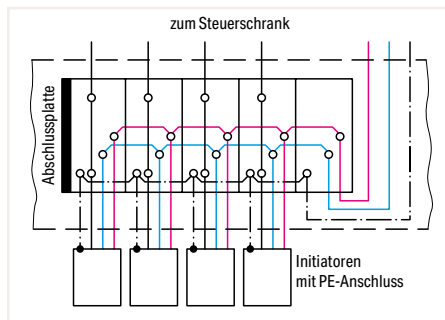 zum Steuerschrank
Abschlussplatte
Initiatoren
mit PE-Anschluss